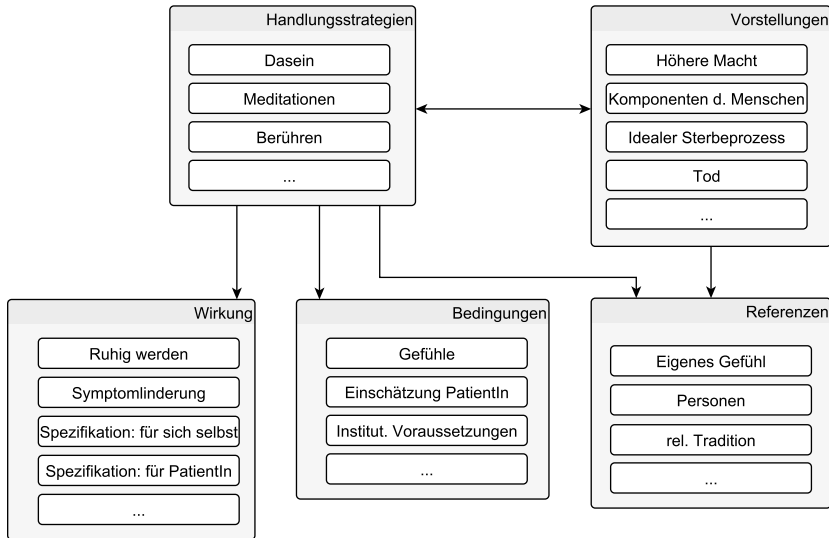 Handlungsstrategien
Dasein
Meditationen
Berühren
...
Vorstellungen
Höhere Macht
Komponenten d. Menschen
Idealer Sterbeprozess
Tod
...
Wirkung
Ruhig werden
Symptomlinderung
Spezifikation: für sich selbst
Spezifikation: für PatientIn
...
Bedingungen
Gefühle
Einschätzung PatientIn
Institut. Voraussetzungen
...
Referenzen
Eigenes Gefühl
Personen
rel. Tradition
...